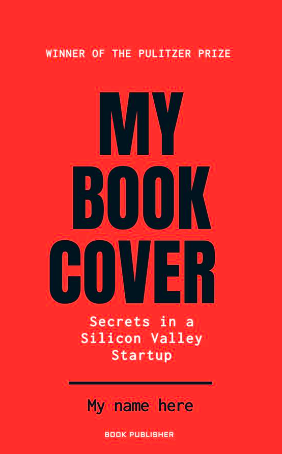 WINNER OF THE PULITZER PRIZE
MY
BOOK
COVER
Secrets in a
Silicon Valley
Startup
My name here
BOOK PUBLISHER